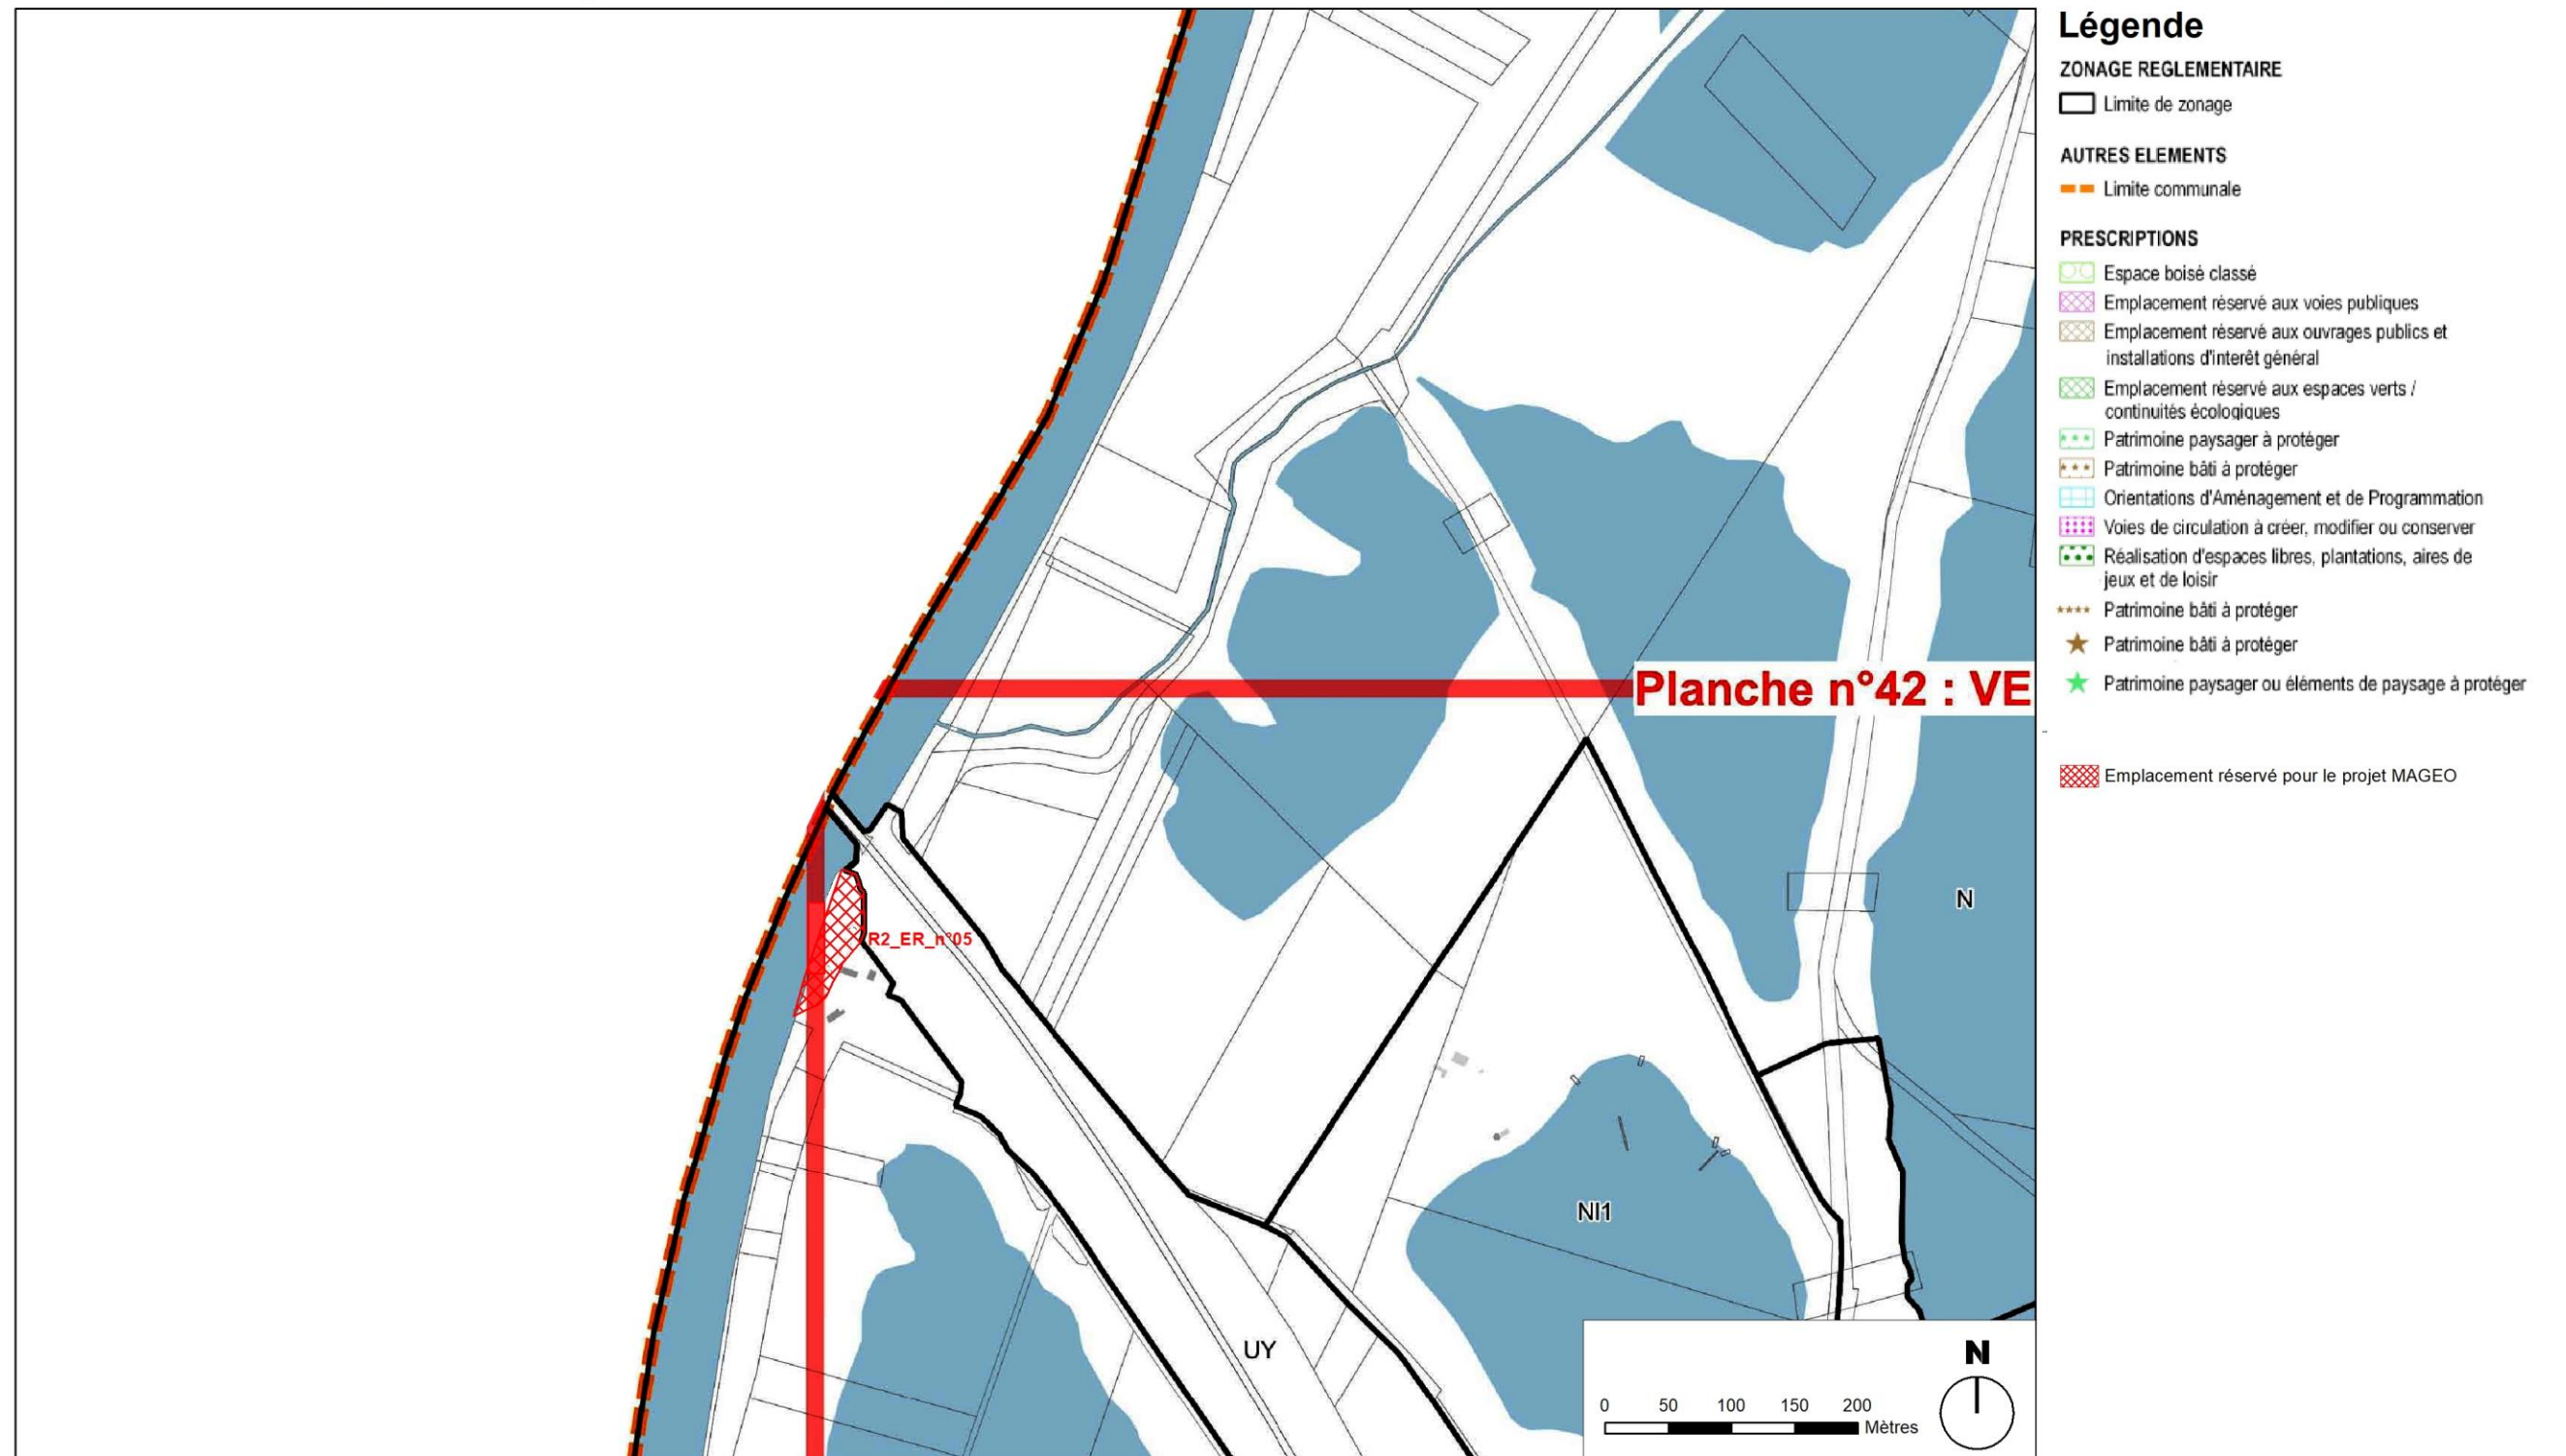 Planche n°42 : VE
N
R2_ER_n°05
NI1
UY
N
0 50 100 150 200
Mètres
Légende
ZONAGE REGLEMENTAIRE
Limite de zonage
AUTRES ELEMENTS
Limite communale
PRESCRIPTIONS
Espace boisé classé
Emplacement réservé aux voies publiques
Emplacement réservé aux ouvrages publics et
installations d'interêt général
Emplacement réservé aux espaces verts /
continuités écologiques
Patrimoine paysager à protéger
Patrimoine bâti à protéger
Orientations d'Aménagement et de Programmation
Voies de circulation à créer, modifier ou conserver
Réalisation d'espaces libres, plantations, aires de
jeux et de loisir
Patrimoine bâti à protéger
Patrimoine bâti à protéger
Patrimoine paysager ou éléments de paysage à protéger
Emplacement réservé pour le projet MAGEO